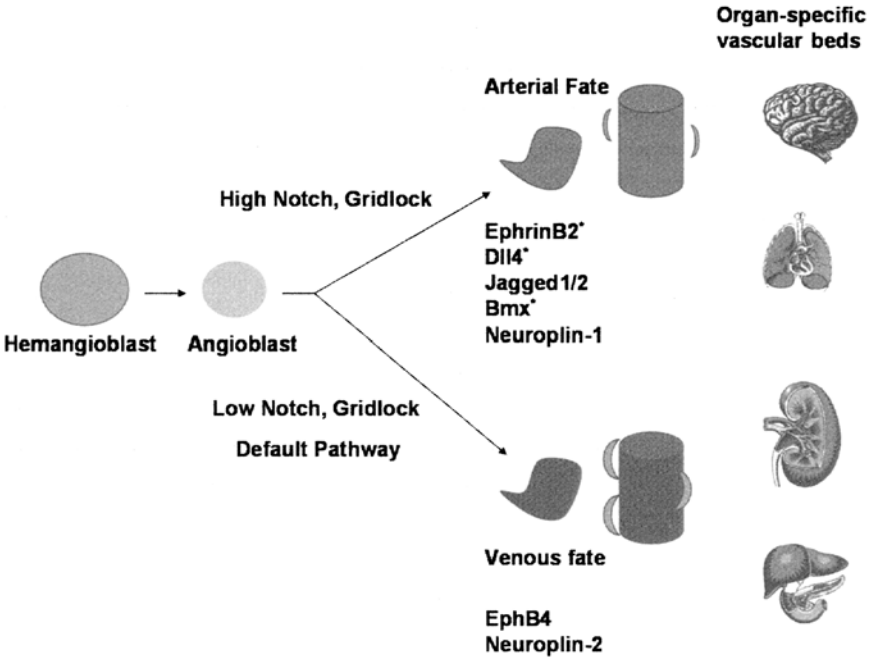 Organ-specific
vascular beds
Arterial Fate
High Notch, Gridlock
EphrinB2*
Dll4*
Jagged1/2
Bmx*
Neuroplin-1
Hemangioblast
Angioblast
Low Notch, Gridlock
Default Pathway
Venous fate
EphB4
Neuroplin-2